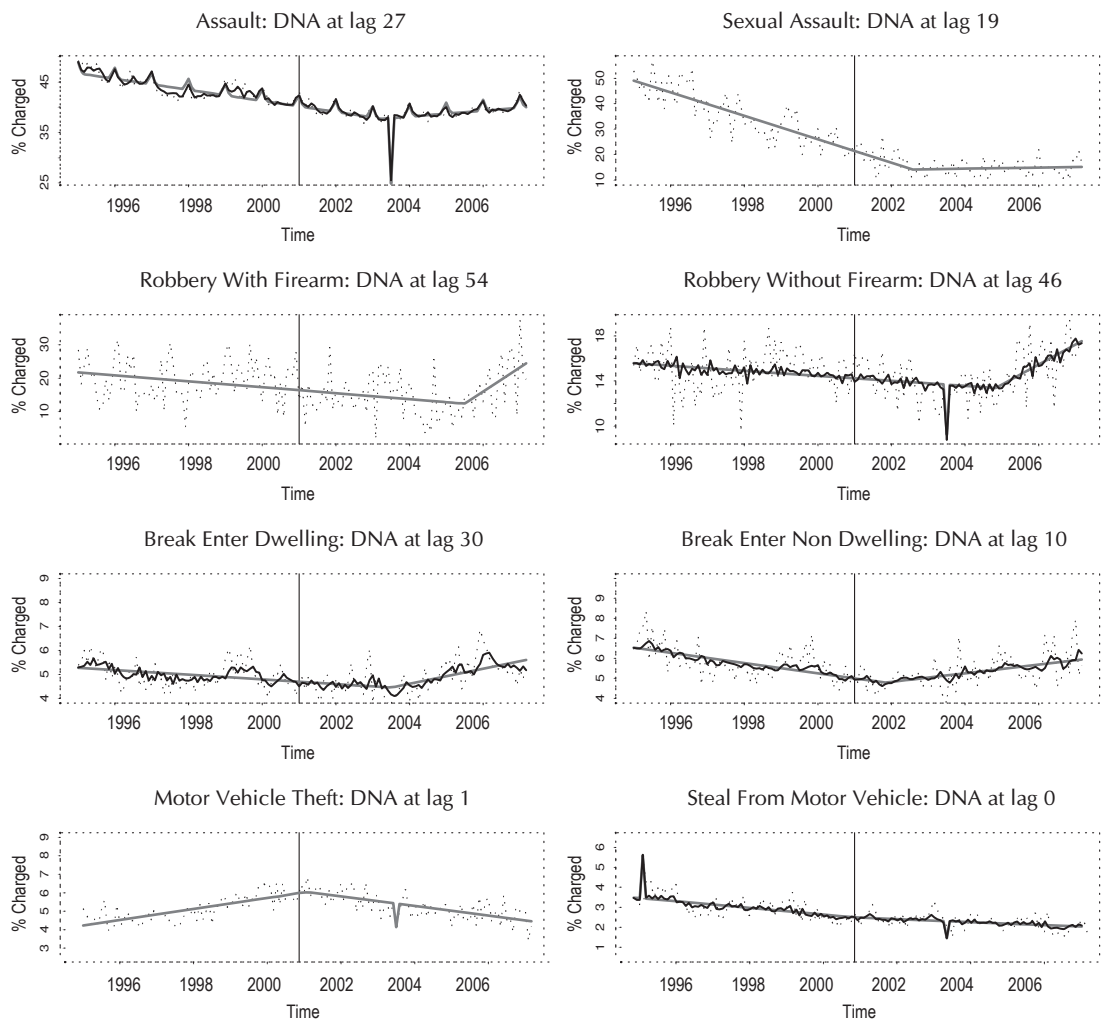 Assault: DNA at lag 27
% Charged
45
35
25
1996 1998 2000 2002 2004 2006
Time
Sexual Assault: DNA at lag 19
% Charged
50
40
30
20
10
1996 1998 2000 2002 2004 2006
Time
Robbery With Firearm: DNA at lag 54
% Charged
30
20
10
1996 1998 2000 2002 2004 2006
Time
Robbery Without Firearm: DNA at lag 46
% Charged
18
14
10
1996 1998 2000 2002 2004 2006
Time
Break Enter Dwelling: DNA at lag 30
% Charged
9
8
7
6
5
4
1996 1998 2000 2002 2004 2006
Time
Break Enter Non Dwelling: DNA at lag 10
% Charged
9
8
7
6
5
4
1996 1998 2000 2002 2004 2006
Time
Motor Vehicle Theft: DNA at lag 1
% Charged
9
8
7
6
5
4
3
1996 1998 2000 2002 2004 2006
Time
Steal From Motor Vehicle: DNA at lag 0
% Charged
6
5
4
3
2
1
1996 1998 2000 2002 2004 2006
Time